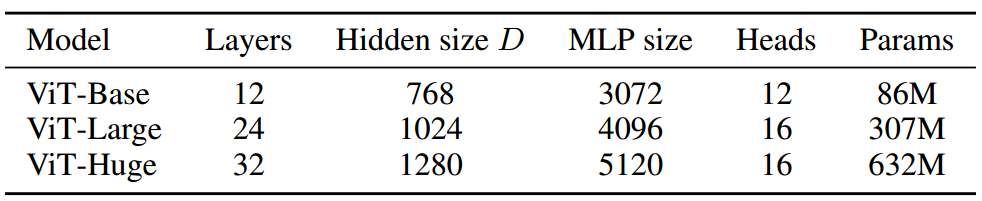 Model Layers Hidden size D MLP size Heads Params
ViT-Base 12 768 3072 12 86M
ViT-Large 24 1024 4096 16 307M
ViT-Huge 32 1280 5120 16 632M